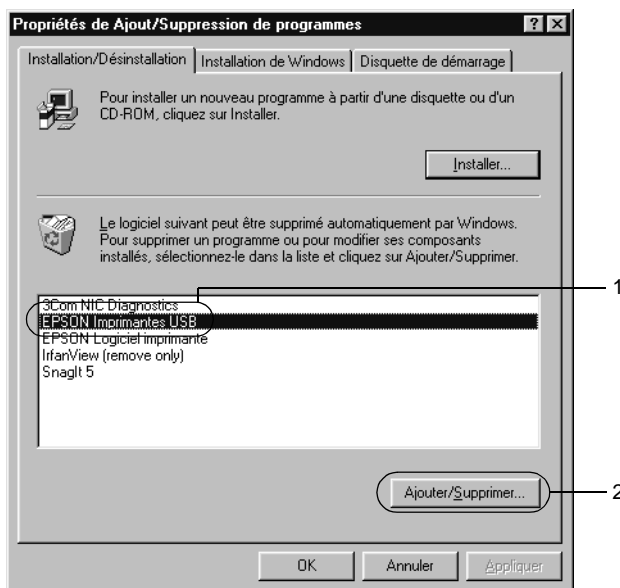 Propriétés de Ajout/Suppression de programmes
Installation/Désinstallation
Installation de Windows
Disquette de démarrage
Pour installer un nouveau programme à partir d'une disquette ou d'un
CD-ROM, cliquez sur Installer.
Installer...
Le logiciel suivant peut être supprimé automatiquement par Windows.
Pour supprimer un programme ou pour modifier ses composants
installés, sélectionnez-le dans la liste et cliquez sur Ajouter/Supprimer.
1
3Com NIC Diagnostics
EPSON Imprimantes USB
EPSON Logiciel imprimante
IrfanView (remove only)
SnagIt 5
Ajouter/Supprimer...
2
OK
Annuler
Appliquer